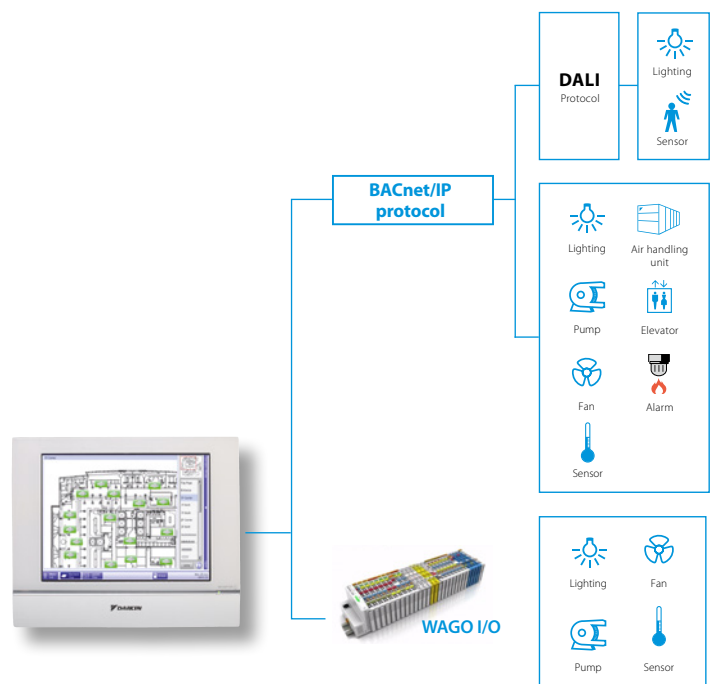 DALI
Protocol
Lighting
Sensor
BACnet/IP
protocol
Lighting
Air handling
unit
Pump
Elevator
Fan
Alarm
Sensor
DAIKIN
WAGO I/O
Lighting
Fan
Pump
Sensor